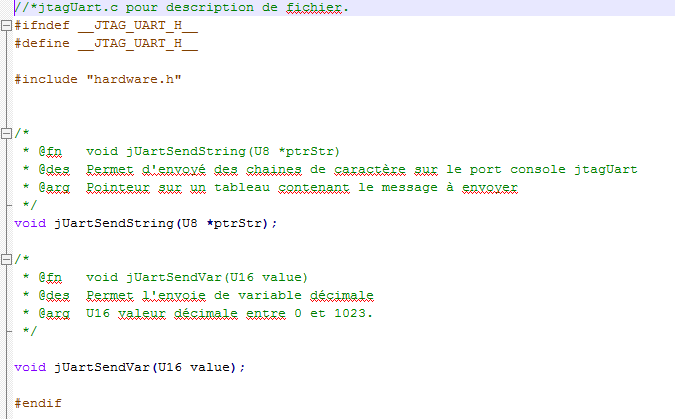 //*jtagUart.c pour description de fichier.
#ifndef __JTAG_UART_H__
#define __JTAG_UART_H__
#include "hardware.h"
/*
* @fn void jUartSendString(U8 *ptrStr)
* @des Permet d'envoyé des chaines de caractère sur le port console jtagUart
* @arg Pointeur sur un tableau contenant le message à envoyer
*/
void jUartSendString(U8 *ptrStr);
/*
* @fn void jUartSendVar(U16 value)
* @des Permet l'envoie de variable décimale
* @arg U16 valeur décimale entre 0 et 1023.
*/
void jUartSendVar(U16 value);
#endif